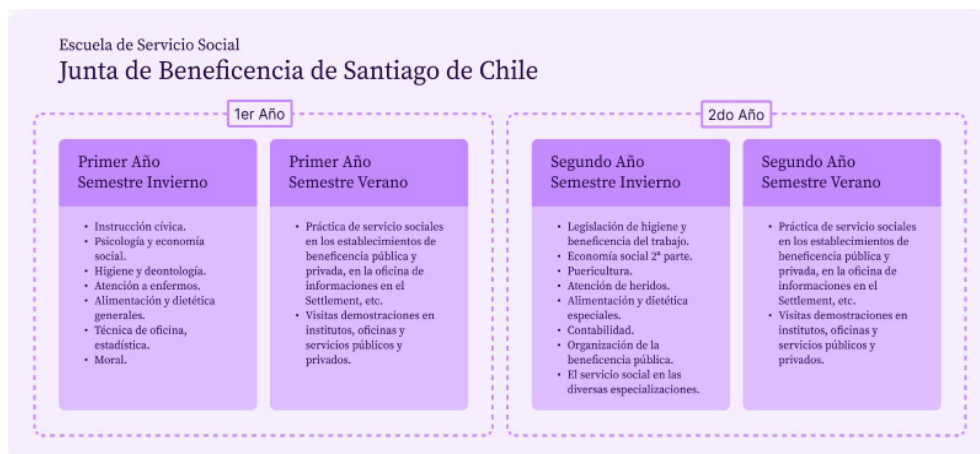 Escuela de Servicio Social
Junta de Beneficencia de Santiago de Chile
1er Año
Primer Año
Semestre Invierno
• Instrucción cívica.
• Psicología y economía
social.
• Higiene y deontología.
• Atención a enfermos.
• Alimentación y dietética
generales.
• Técnica de oficina,
estadística.
• Moral.
Primer Año
Semestre Verano
• Práctica de servicio sociales
en los establecimientos de
beneficencia pública y
privada, en la oficina de
informaciones en el
Settlement, etc.
• Visitas demostraciones en
institutos, oficinas y
servicios públicos y
privados.
2do Año
Segundo Año
Semestre Invierno
• Legislación de higiene y
beneficencia del trabajo.
• Economía social 2ª parte.
• Puericultura.
• Atención de heridos.
• Alimentación y dietética
especiales.
• Contabilidad.
• Organización de la
beneficencia pública.
• El servicio social en las
diversas especializaciones.
Segundo Año
Semestre Verano
• Práctica de servicio sociales
en los establecimientos de
beneficencia pública y
privada, en la oficina de
informaciones en el
Settlement, etc.
• Visitas demostraciones en
institutos, oficinas y
servicios públicos y
privados.